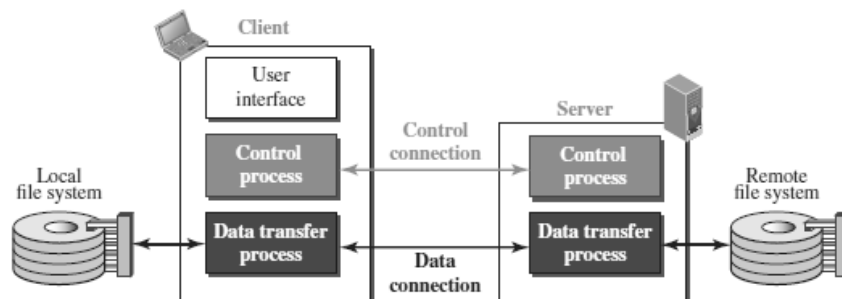 Client
User
interface
Server
Control
connection
Control
process
Control
process
Local
file system
Remote
file system
Data transfer
process
Data transfer
process
Data
connection